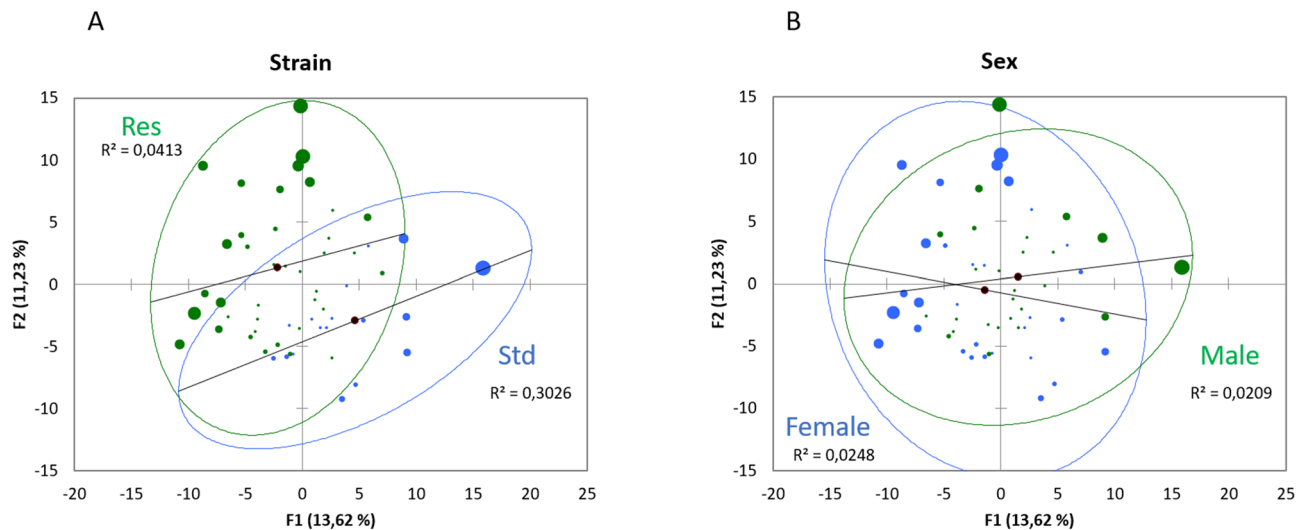 A
Strain
15
10
5
0
-5
-10
-15
F2 (11,23 %)
Res
R² = 0,0413
Std
R² = 0,3026
-20 -15 -10 -5 0 5 10 15 20 25
F1 (13,62 %)
B
Sex
15
10
5
0
-5
-10
-15
F2 (11,23 %)
Male
R² = 0,0209
Female
R² = 0,0248
-20 -15 -10 -5 0 5 10 15 20 25
F1 (13,62 %)